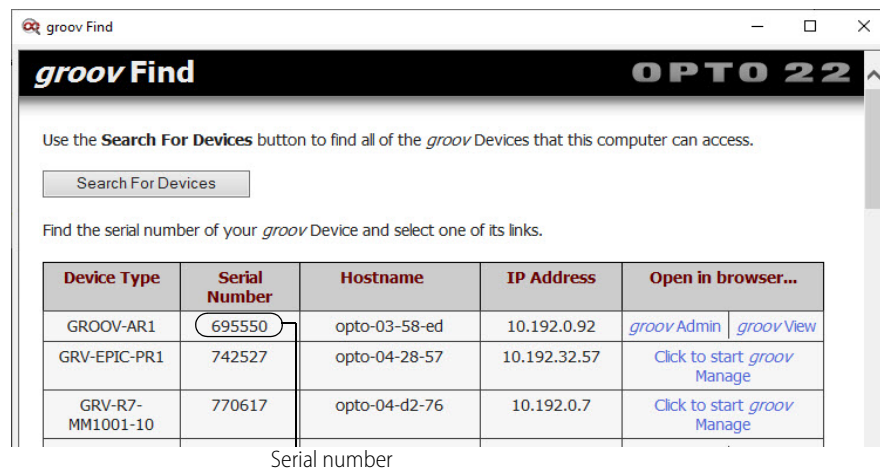 groov Find
groov Find
OPTO 22
Use the Search For Devices button to find all of the groov Devices that this computer can access.
Search For Devices
Find the serial number of your groov Device and select one of its links.
Device Type Serial Number Hostname IP Address Open in browser...
GROOV-AR1 695550 opto-03-58-ed 10.192.0.92 groov Admin groov View
GRV-EPIC-PR1 742527 opto-04-28-57 10.192.32.57 Click to start groov Manage
GRV-R7-MM1001-10 770617 opto-04-d2-76 10.192.0.7 Click to start groov Manage
Serial number